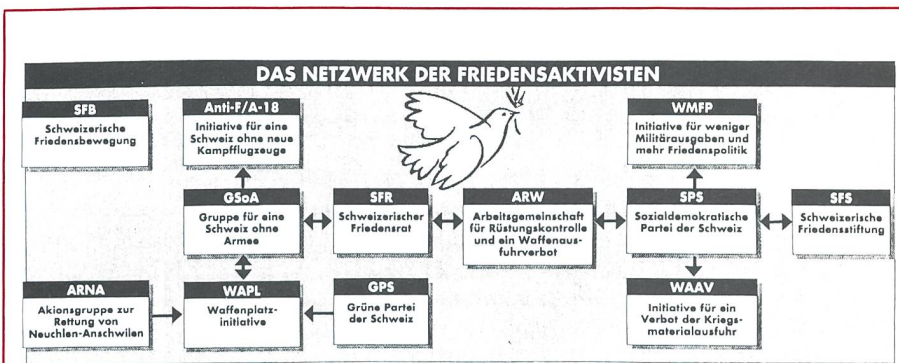 DAS NETZWERK DER FRIEDENSAKTIVISTEN
SFB
Schweizerische
Friedensbewegung
Anti-F/A-18
Initiative für eine
Schweiz ohne neue
Kampfflugzeuge
WMFP
Initiative für weniger
Militärausgaben und
mehr Friedenspolitik
GSoA
Gruppe für eine
Schweiz ohne
Armee
SFR
Schweizerischer
Friedensrat
ARW
Arbeitsgemeinschaft
für Rüstungskontrolle
und ein Waffenaus-
fuhrverbot
SPS
Sozialdemokratische
Partei der Schweiz
SFS
Schweizerische
Friedensstiftung
ARNA
Akionsgruppe zur
Rettung von
Neuchlen-Anschwilen
WAPL
Waffenplatz-
initiative
GPS
Grüne Partei
der Schweiz
WAAV
Initiative für ein
Verbot der Kriegs-
materialausfuhr